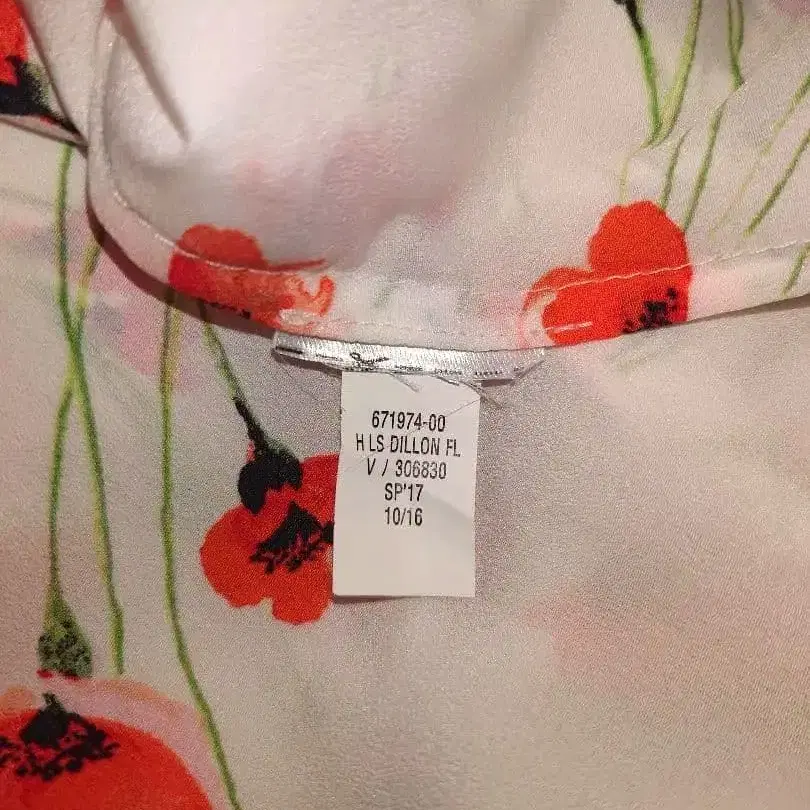 671974-00
H LS DILLON FL
V / 306830
SP'17
10/16